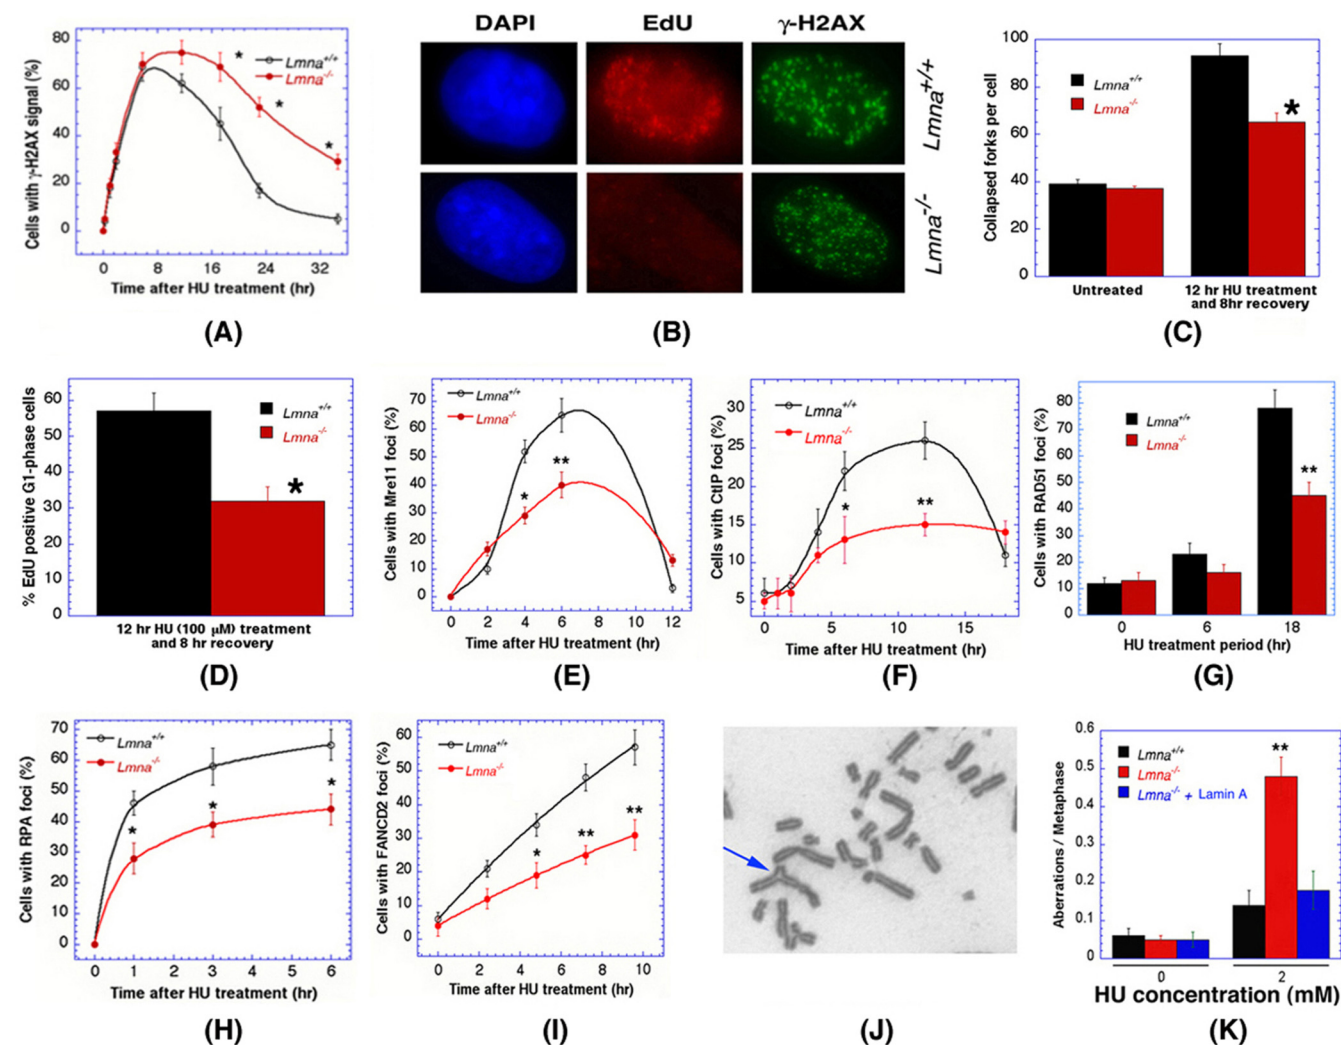 Cells with γ-H2AX signal (%)
80
60
40
20
0
Lmna+/+
Lmna-/-
*
*
*
0 8 16 24 32
Time after HU treatment (hr)
(A)
DAPI EdU γ-H2AX
Lmna+/+
Lmna-/-
(B)
Collapsed forks per cell
100
80
60
40
20
0
Lmna+/+
Lmna-/-
*
Untreated 12 hr HU treatment
and 8hr recovery
(C)
% EdU positive G1-phase cells
60
50
40
30
20
10
0
Lmna+/+
Lmna-/-
*
12 hr HU (100 μM) treatment
and 8 hr recovery
(D)
Cells with Mre11 foci (%)
70
60
50
40
30
20
10
0
Lmna+/+
Lmna-/-
**
*
0 2 4 6 8 10 12
Time after HU treatment (hr)
(E)
Cells with CtIP foci (%)
30
25
20
15
10
5
Lmna+/+
Lmna-/-
**
*
0 5 10 15
Time after HU treatment (hr)
(F)
Cells with RAD51 foci (%)
80
70
60
50
40
30
20
10
0
Lmna+/+
Lmna-/-
**
0 6 18
HU treatment period (hr)
(G)
Cells with RPA foci (%)
70
60
50
40
30
20
10
0
Lmna+/+
Lmna-/-
*
*
*
0 1 2 3 4 5 6
Time after HU treatment (hr)
(H)
Cells with FANCD2 foci (%)
60
50
40
30
20
10
0
Lmna+/+
Lmna-/-
**
**
*
0 2 4 6 8 10
Time after HU treatment (hr)
(I)
(J)
Aberrations / Metaphase
0.6
0.5
0.4
0.3
0.2
0.1
0
Lmna+/+
Lmna-/-
Lmna-/- + Lamin A
**
0 2
HU concentration (mM)
(K)